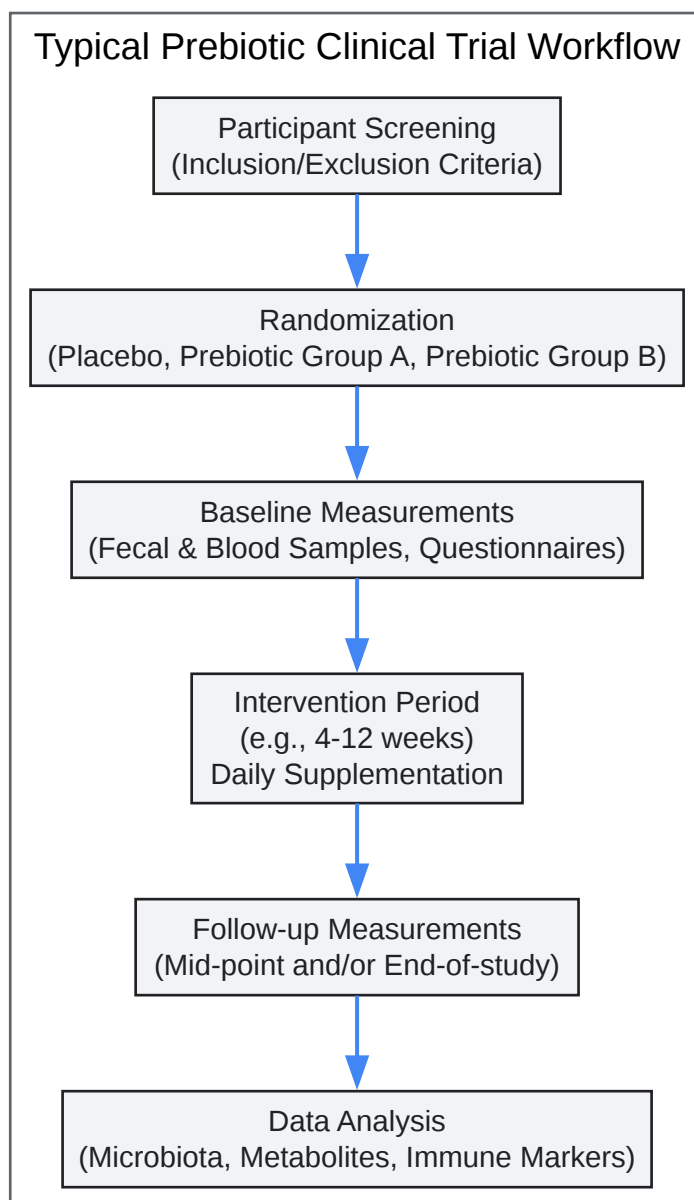 Typical Prebiotic Clinical Trial Workflow
Participant Screening
(Inclusion/Exclusion Criteria)
Randomization
(Placebo, Prebiotic Group A, Prebiotic Group B)
Baseline Measurements
(Fecal & Blood Samples, Questionnaires)
Intervention Period
(e.g., 4-12 weeks)
Daily Supplementation
Follow-up Measurements
(Mid-point and/or End-of-study)
Data Analysis
(Microbiota, Metabolites, Immune Markers)